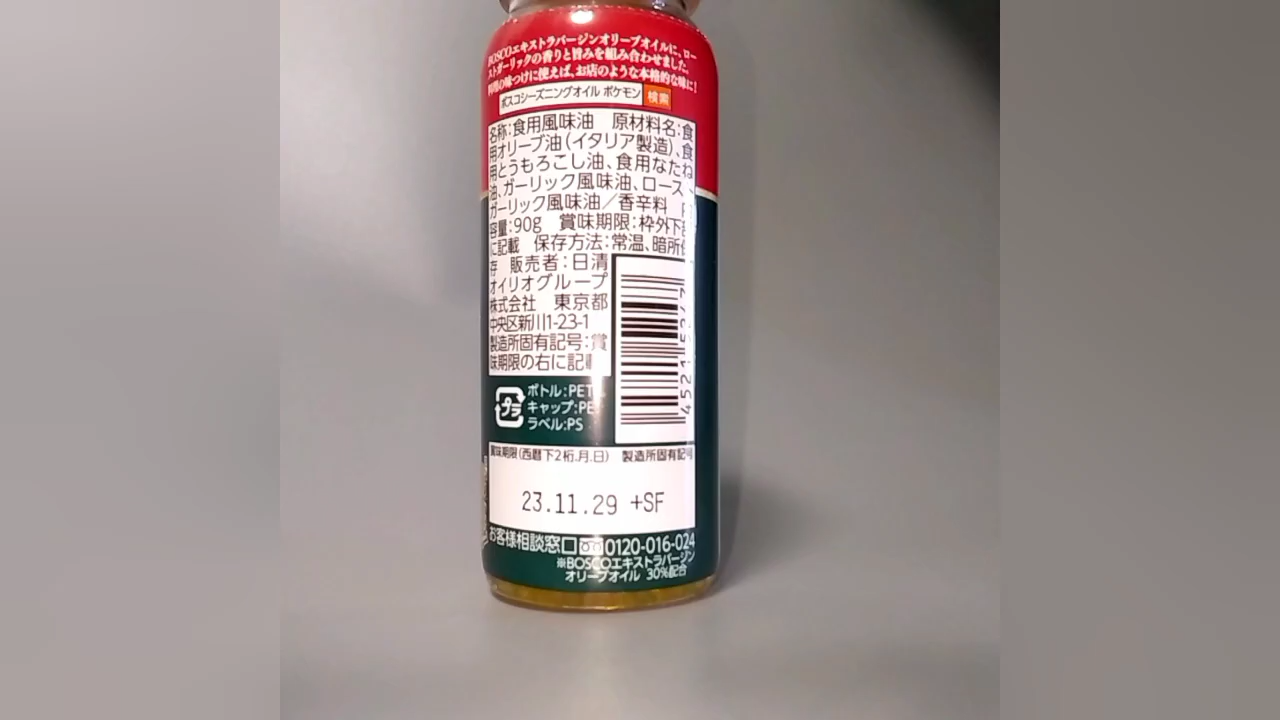 BOSCOエキストラバージンオリーブオイルに、ロー
ストガーリックの香りと旨みを組み合わせました。
料理の味つけに使えば、お店のような本格的な味に!
ボスコシーズニングオイル ポケモン 検索
名称:食用風味油 原材料名:食
用オリーブ油(イタリア製造)、食
用とうもろこし油、食用なたね
油、ガーリック風味油、ロース
ガーリック風味油/香辛料
容量:90g 賞味期限:枠外下
に記載 保存方法:常温、暗所
存 販売者:日清
オイリオグループ
株式会社 東京都
中央区新川1-23-1
製造所固有記号:賞
味期限の右に記載
プラ
ボトル:PET
キャップ:PE
ラベル:PS
賞味期限(西暦下2桁.月.日) 製造所固有記号
23.11.29 +SF
お客様相談窓口 0120-016-024
※BOSCOエキストラバージン
オリーブオイル 30%配合